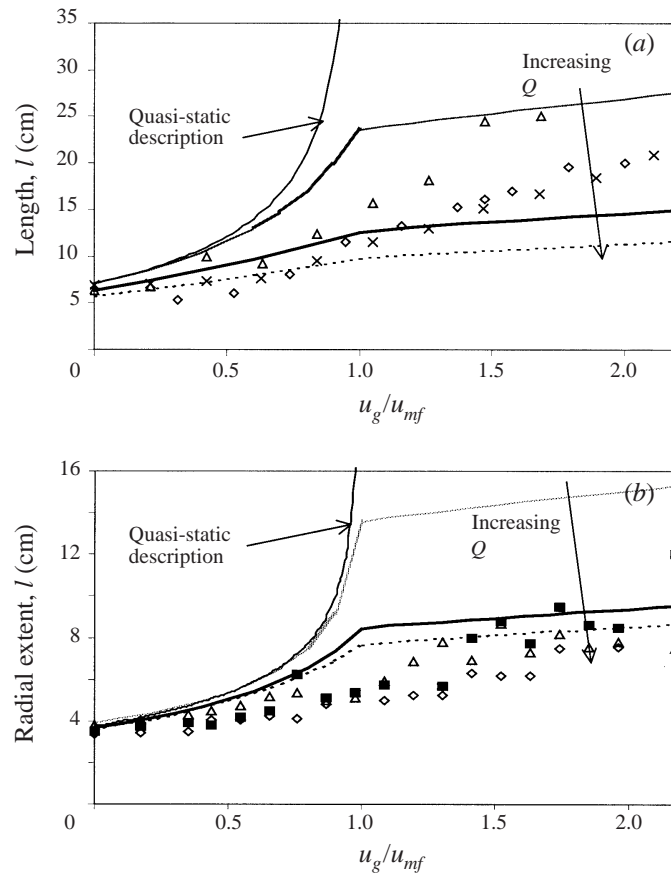 35
30
25
20
15
10
5
0
0.5
1.0
1.5
2.0
Length, l (cm)
u_g/u_mf
(a)
Quasi-static
description
Increasing
Q
16
12
8
4
0
0.5
1.0
1.5
2.0
Radial extent, l (cm)
u_g/u_mf
(b)
Quasi-static
description
Increasing
Q